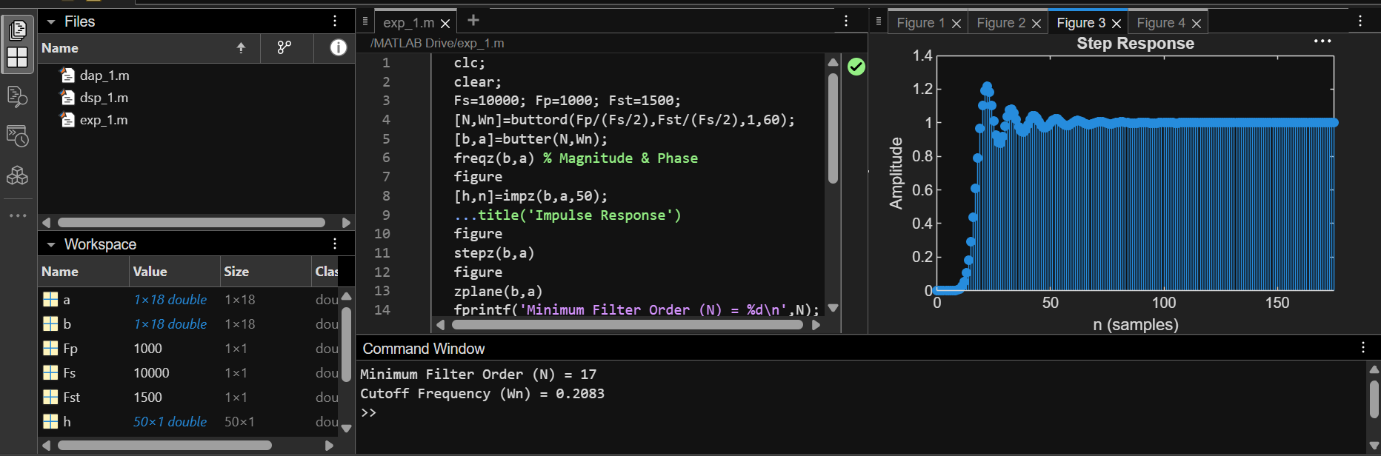 Files
Name
dap_1.m
dsp_1.m
exp_1.m
Workspace
Name Value Size Clas
a 1×18 double 1×18 dou
b 1×18 double 1×18 dou
Fp 1000 1×1 dou
Fs 10000 1×1 dou
Fst 1500 1×1 dou
h 50×1 double 50×1 dou
exp_1.m × +
/MATLAB Drive/exp_1.m
1 clc;
2 clear;
3 Fs=10000; Fp=1000; Fst=1500;
4 [N,Wn]=buttord(Fp/(Fs/2),Fst/(Fs/2),1,60);
5 [b,a]=butter(N,Wn);
6 freqz(b,a) % Magnitude & Phase
7 figure
8 [h,n]=impz(b,a,50);
9 ...title('Impulse Response')
10 figure
11 stepz(b,a)
12 figure
13 zplane(b,a)
14 fprintf('Minimum Filter Order (N) = %d\n',N);
Figure 1 × Figure 2 × Figure 3 × Figure 4 ×
Step Response
1.4
1.2
1
0.8
0.6
0.4
0.2
0
Amplitude
0 50 100 150
n (samples)
Command Window
Minimum Filter Order (N) = 17
Cutoff Frequency (Wn) = 0.2083
>>